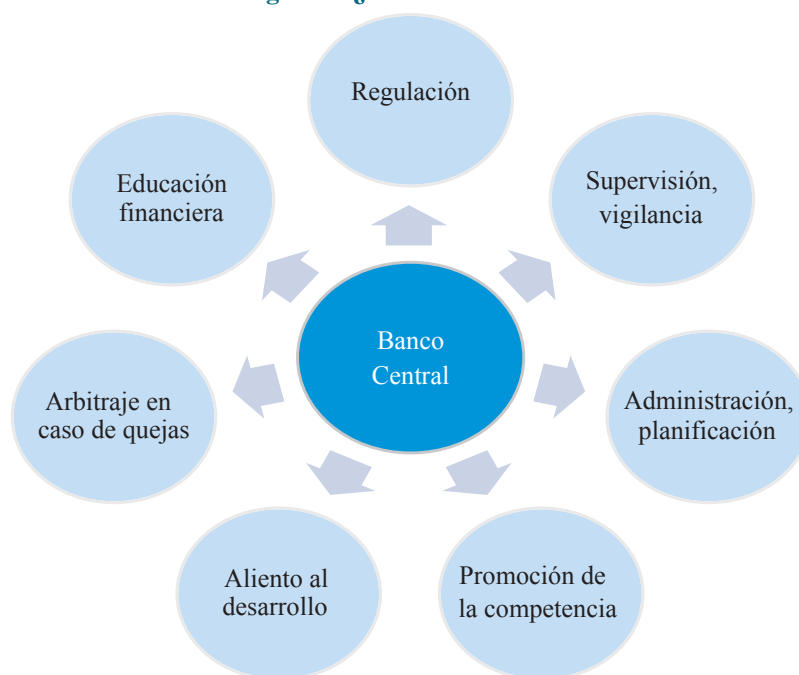 Regulación
Supervisión,
vigilancia
Administración,
planificación
Promoción de
la competencia
Aliento al
desarrollo
Arbitraje en
caso de quejas
Educación
financiera
Banco
Central